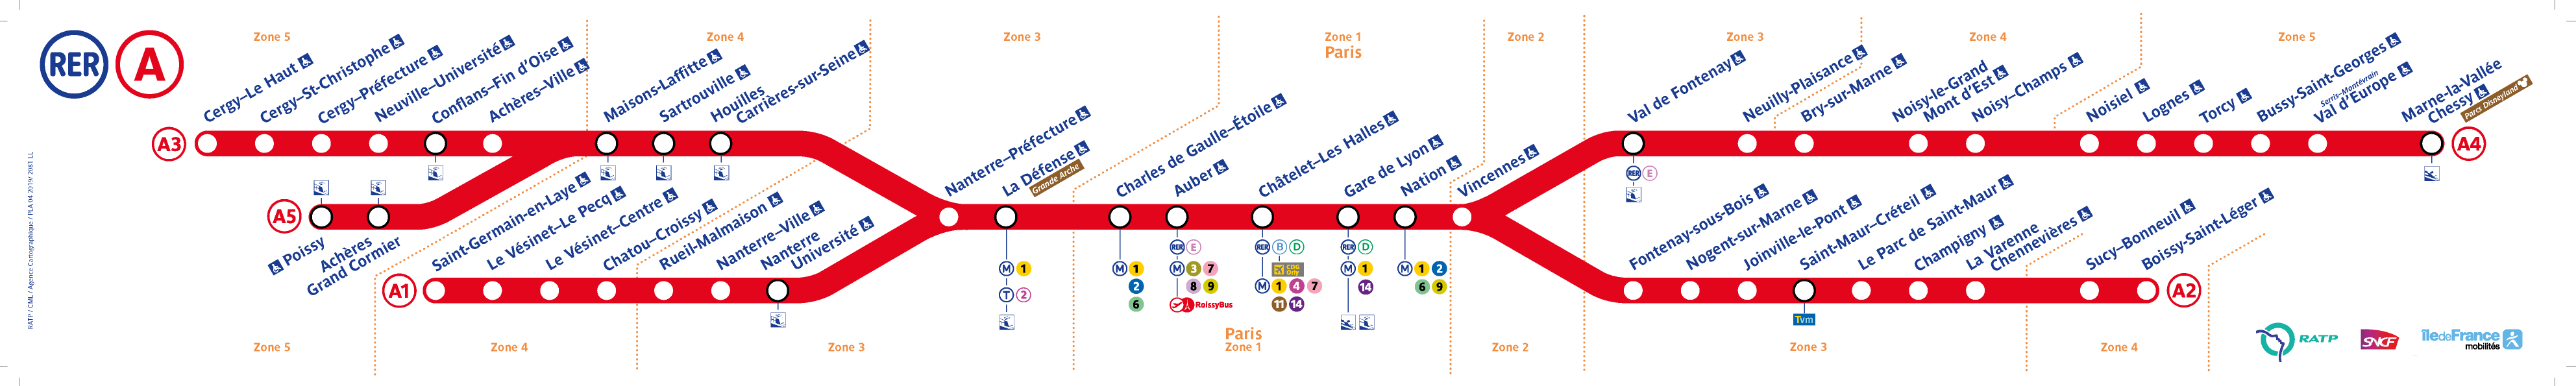 RER A
Zone 5
Zone 4
Zone 3
Zone 1
Paris
Zone 2
Zone 3
Zone 4
Zone 5
A3
Cergy–Le Haut
Cergy–St-Christophe
Cergy–Préfecture
Neuville–Université
Conflans–Fin d'Oise
Achères–Ville
Maisons-Laffitte
Sartrouville
Houilles
Carrières-sur-Seine
A5
Poissy
Achères
Grand Cormier
A1
Saint-Germain-en-Laye
Le Vésinet–Le Pecq
Le Vésinet–Centre
Chatou–Croissy
Rueil-Malmaison
Nanterre–Ville
Nanterre
Université
Nanterre–Préfecture
La Défense
Grande Arche
M 1
T 2
Charles de Gaulle–Étoile
M 1
2
6
Auber
RER E
M 3 7
8 9
RoissyBus
Châtelet–Les Halles
RER B D
CDG
Orly
M 1 4 7
11 14
Gare de Lyon
RER D
M 1
14
Nation
M 1 2
6 9
Vincennes
Val de Fontenay
RER E
Neuilly-Plaisance
Bry-sur-Marne
Noisy-le-Grand
Mont d'Est
Noisy–Champs
Noisiel
Lognes
Torcy
Bussy-Saint-Georges
Serris–Montévrain
Val d'Europe
Marne-la-Vallée
Chessy
Parcs Disneyland
A4
Fontenay-sous-Bois
Nogent-sur-Marne
Joinville-le-Pont
Saint-Maur–Créteil
Tvm
Le Parc de Saint-Maur
Champigny
La Varenne
Chennevières
Sucy–Bonneuil
Boissy-Saint-Léger
A2
Zone 5
Zone 4
Zone 3
Paris
Zone 1
Zone 2
Zone 3
Zone 4
RATP
SNCF
îledeFrance
mobilités
RATP / CML / Agence Cartographique / PLA 04 2019/ 2081 LL